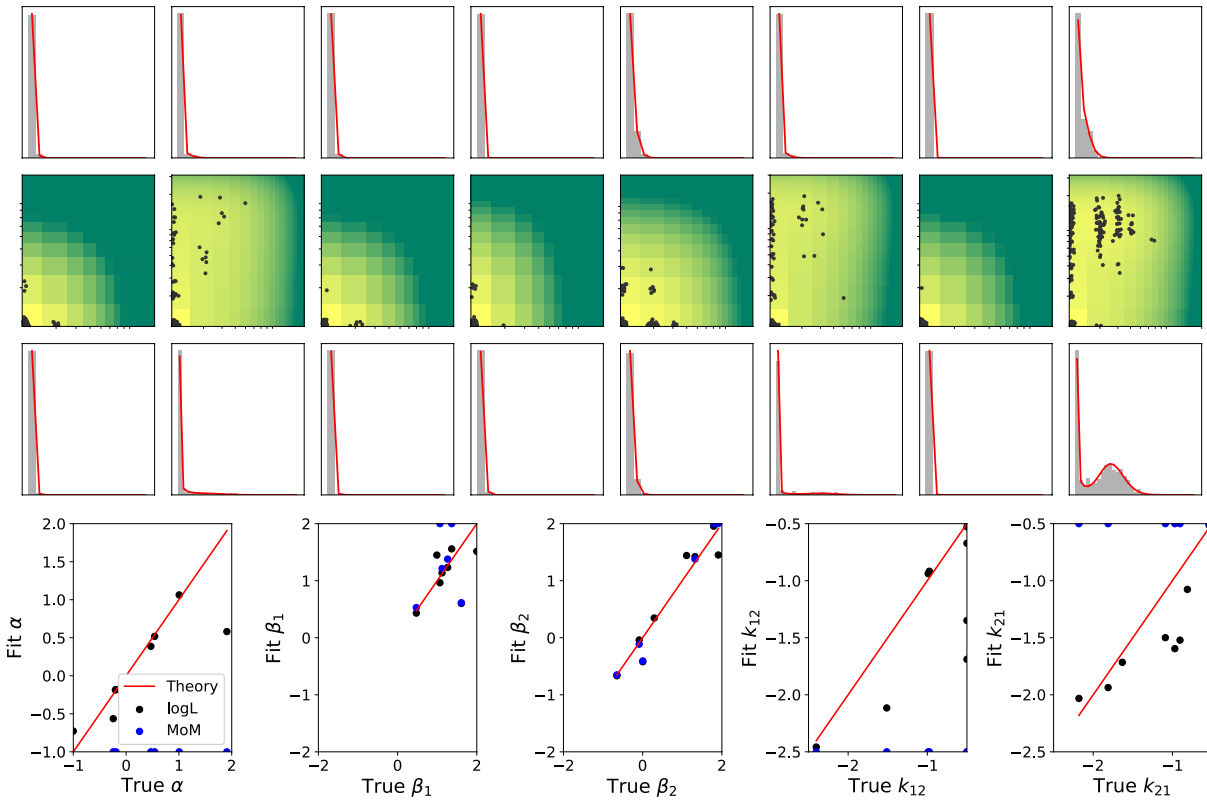 2.0
1.5
1.0
0.5
0.0
−0.5
−1.0
Fit α
−1 0 1 2
True α
Theory
logL
MoM
2
1
0
−1
−2
Fit β₁
−2 0 2
True β₁
2
1
0
−1
−2
Fit β₂
−2 0 2
True β₂
−0.5
−1.0
−1.5
−2.0
−2.5
Fit k₁₂
−2 −1
True k₁₂
−0.5
−1.0
−1.5
−2.0
−2.5
Fit k₂₁
−2 −1
True k₂₁